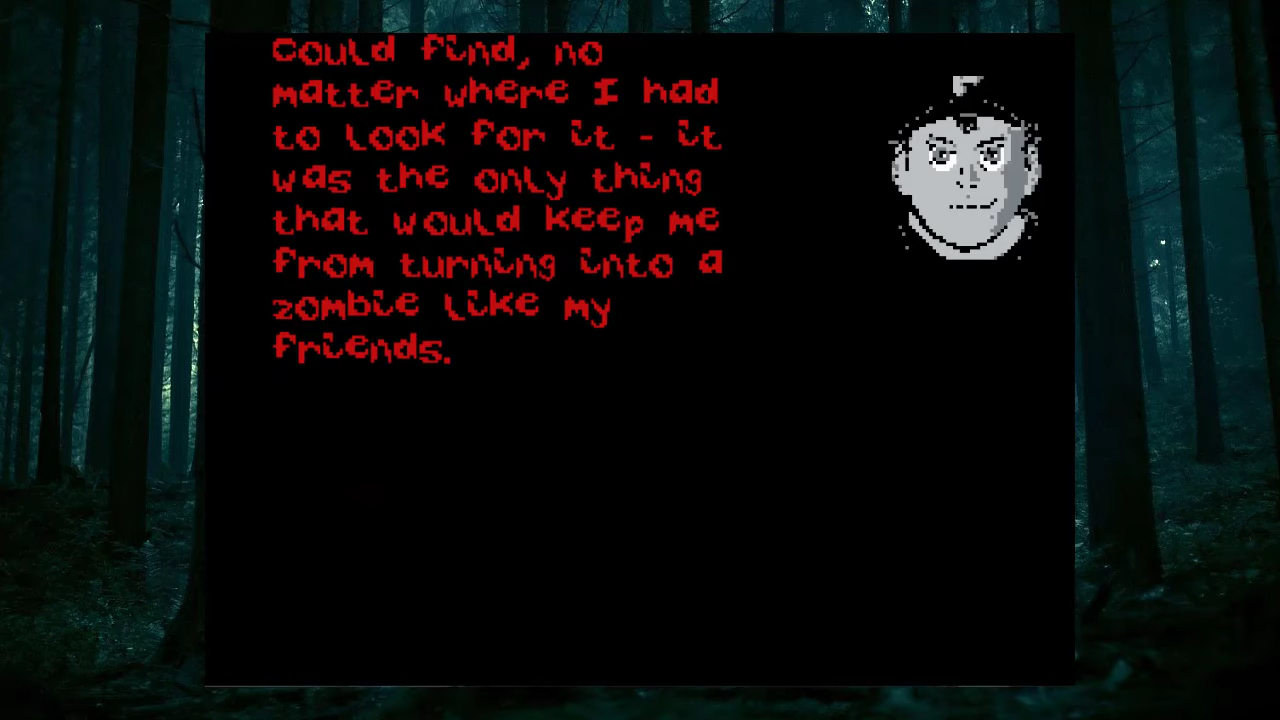 Could find, no
matter where I had
to look for it - it
was the only thing
that would keep me
from turning into a
zombie like my
friends.